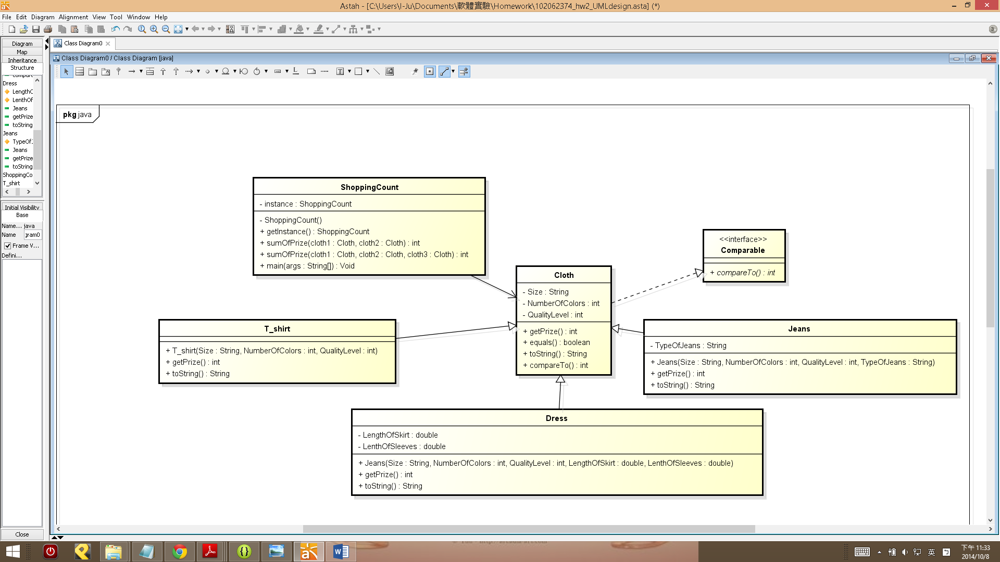 Astah - [C:\Users\I-Ju\Documents\軟體實驗\Homework\102062374_hw2_UMLdesign.asta] (*)
File Edit Diagram Alignment View Tool Window Help
Diagram
Map
Inheritance
Structure
Dress
LengthC
LenthOf
Jeans
getPrize
toString
Jeans
TypeOfJ
Jeans
getPrize
toString
ShoppingCo
T_shirt
Initial Visibility
Base
Name... java
Name gram0
Frame V...
Defini...
Close
Class Diagram0
Class Diagram0 / Class Diagram [java]
pkg java
ShoppingCount
- instance : ShoppingCount
- ShoppingCount()
+ getInstance() : ShoppingCount
+ sumOfPrize(cloth1 : Cloth, cloth2 : Cloth) : int
+ sumOfPrize(cloth1 : Cloth, cloth2 : Cloth, cloth3 : Cloth) : int
+ main(args : String[]) : Void
<<interface>>
Comparable
+ compareTo() : int
Cloth
- Size : String
- NumberOfColors : int
- QualityLevel : int
+ getPrize() : int
+ equals() : boolean
+ toString() : String
+ compareTo() : int
T_shirt
+ T_shirt(Size : String, NumberOfColors : int, QualityLevel : int)
+ getPrize() : int
+ toString() : String
Jeans
- TypeOfJeans : String
+ Jeans(Size : String, NumberOfColors : int, QualityLevel : int, TypeOfJeans : String)
+ getPrize() : int
+ toString() : String
Dress
- LengthOfSkirt : double
- LenthOfSleeves : double
+ Jeans(Size : String, NumberOfColors : int, QualityLevel : int, LengthOfSkirt : double, LenthOfSleeves : double)
+ getPrize() : int
+ toString() : String
英
下午 11:33
2014/10/8